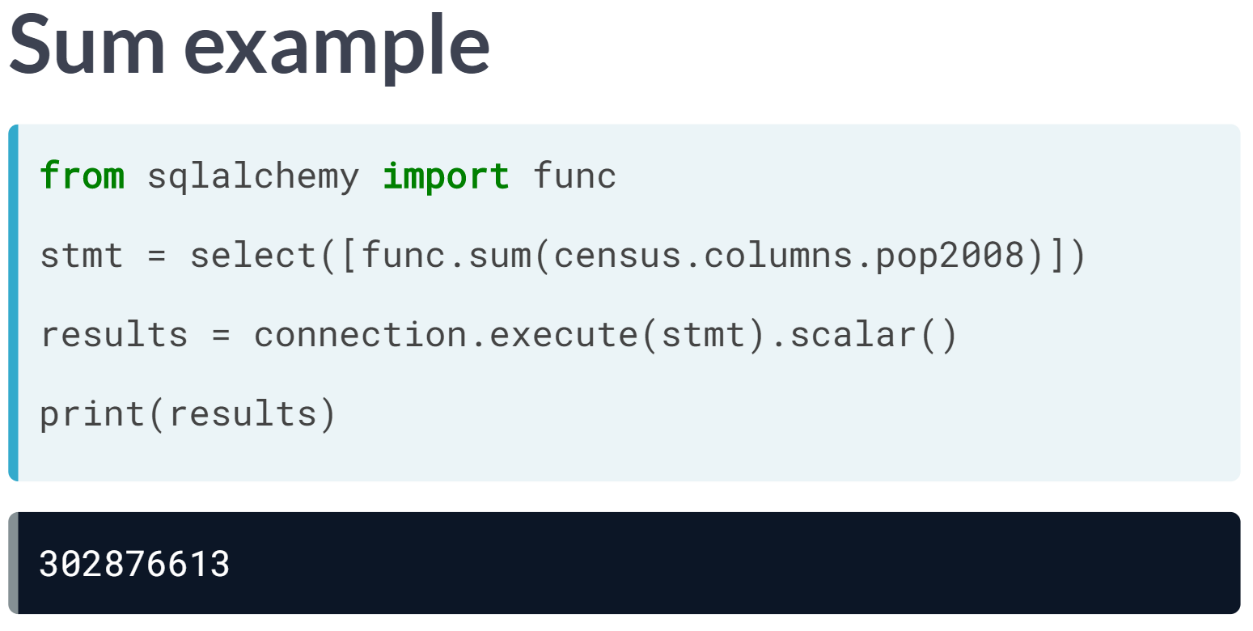 Sum example
from sqlalchemy import func
stmt = select([func.sum(census.columns.pop2008)])
results = connection.execute(stmt).scalar()
print(results)
302876613